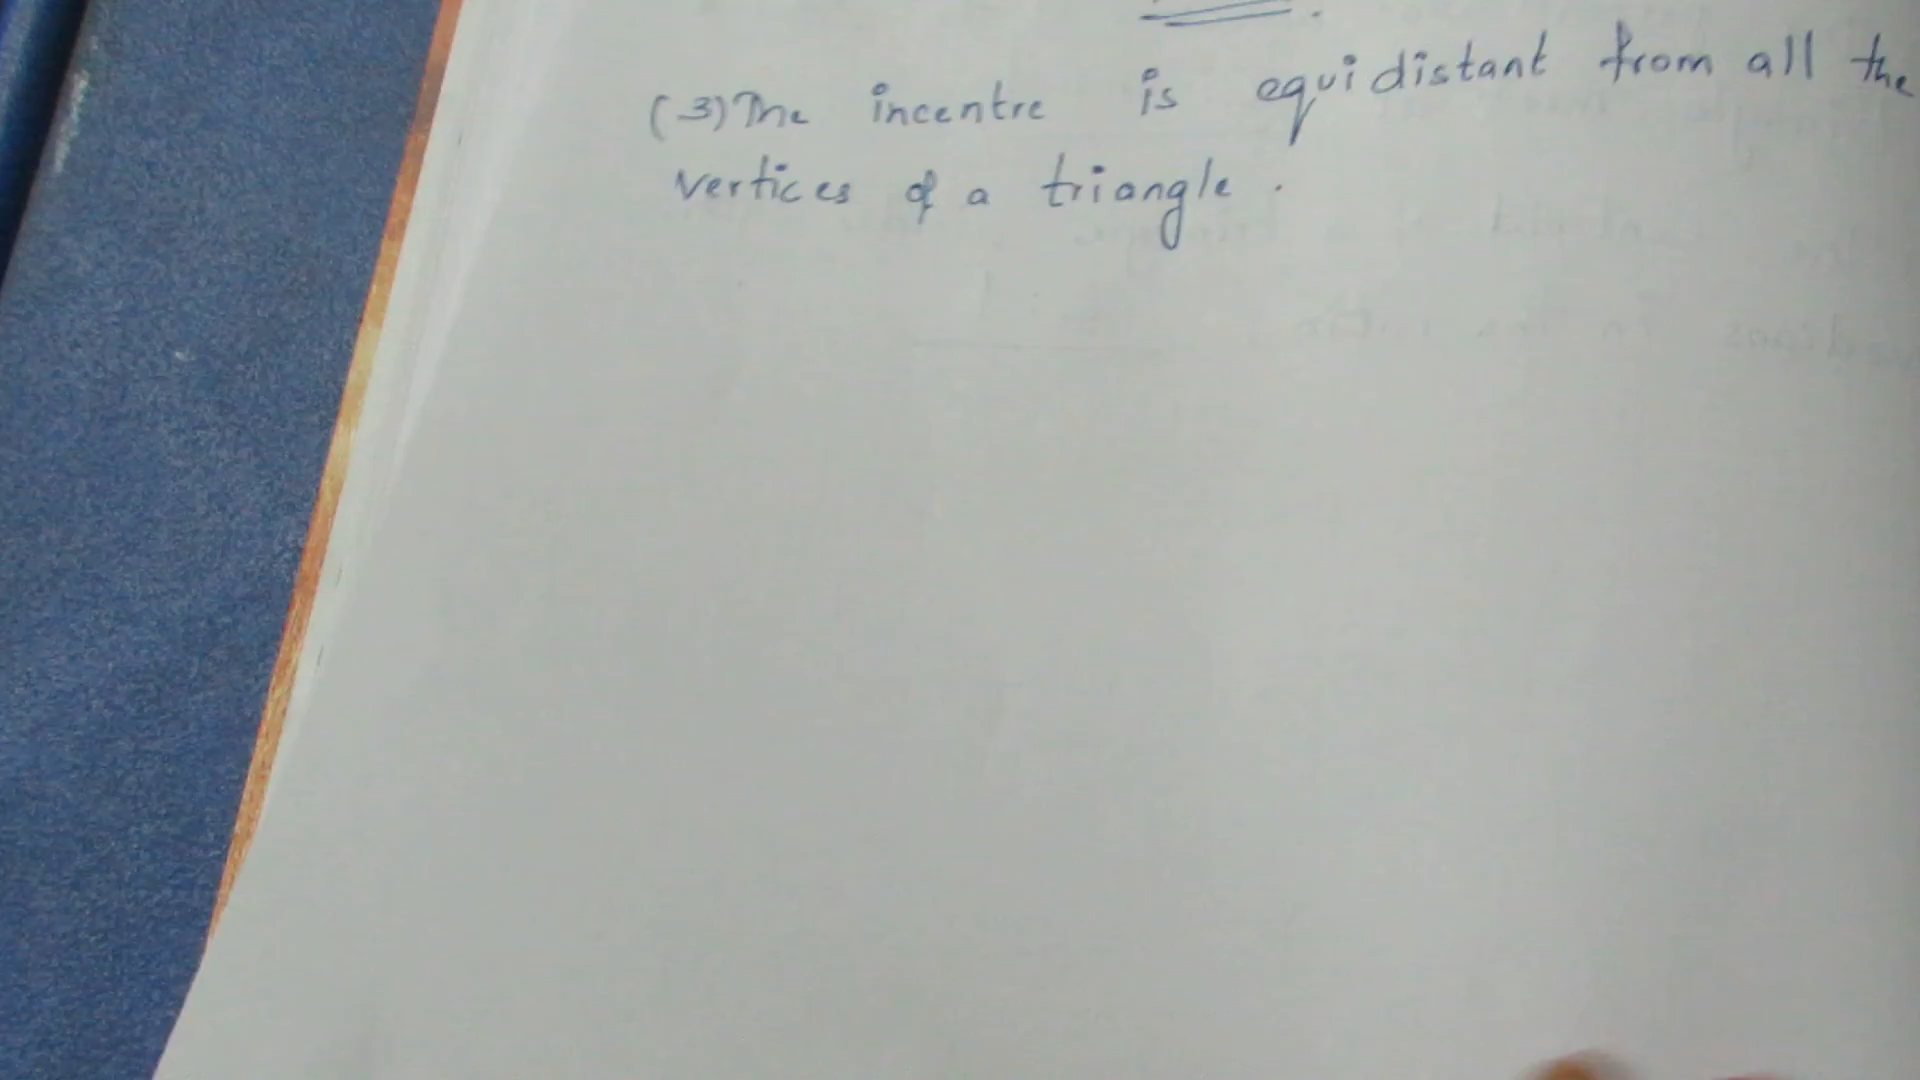 (3) The incentre is equidistant from all the
vertices of a triangle.